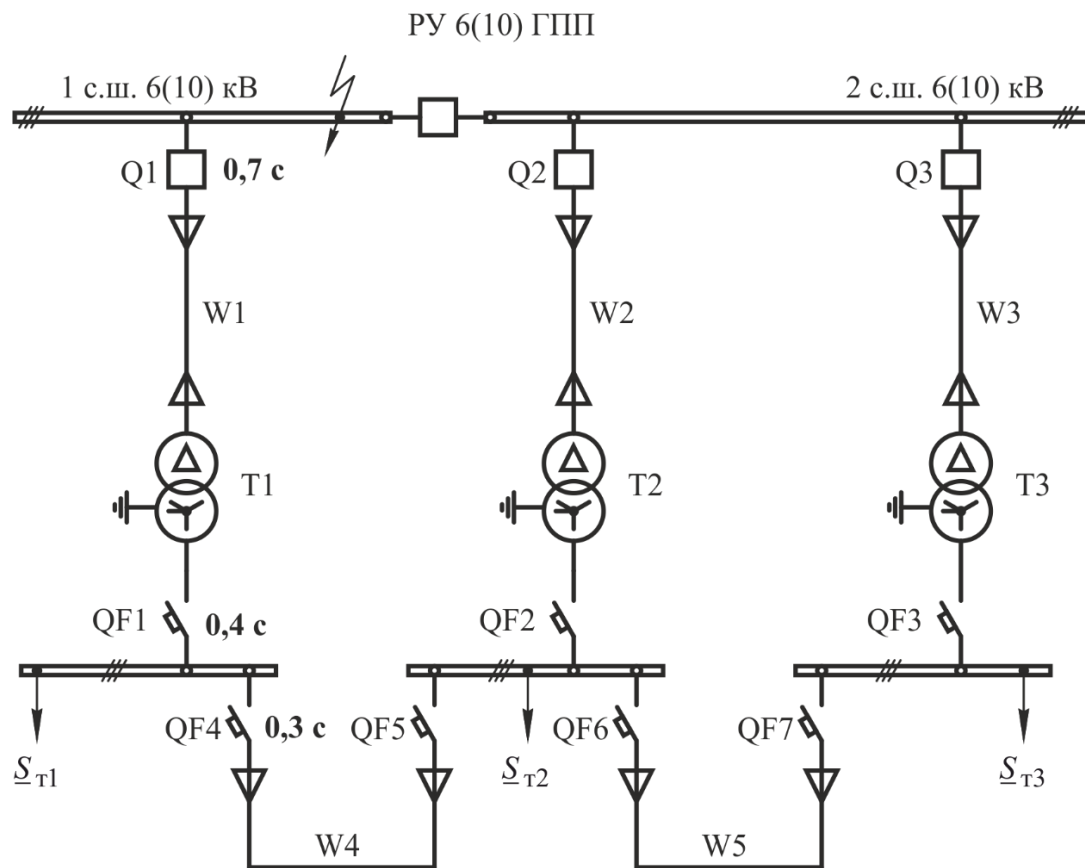 РУ 6(10) ГПП
1 с.ш. 6(10) кВ
2 с.ш. 6(10) кВ
Q1
0,7 с
Q2
Q3
W1
W2
W3
T1
T2
T3
QF1
0,4 с
QF2
QF3
QF4
0,3 с
QF5
QF6
QF7
S т1
S т2
S т3
W4
W5